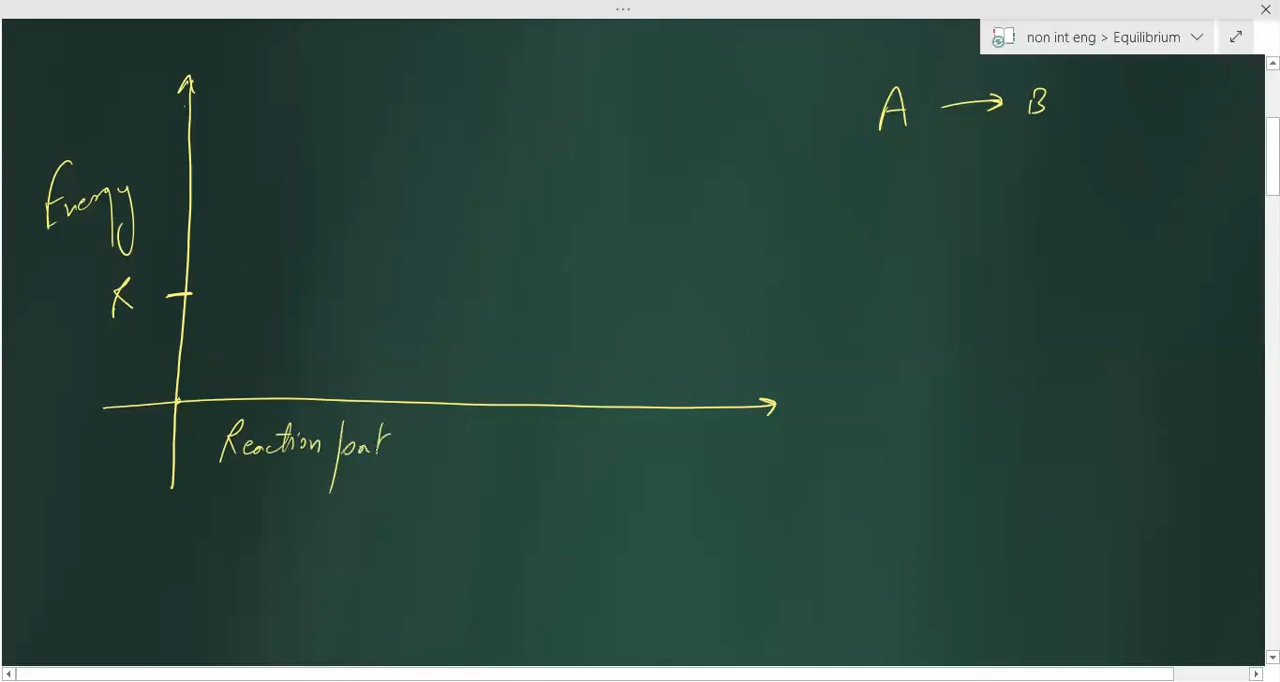 non int eng > Equilibrium
A → B
Energy
R
Reaction pat